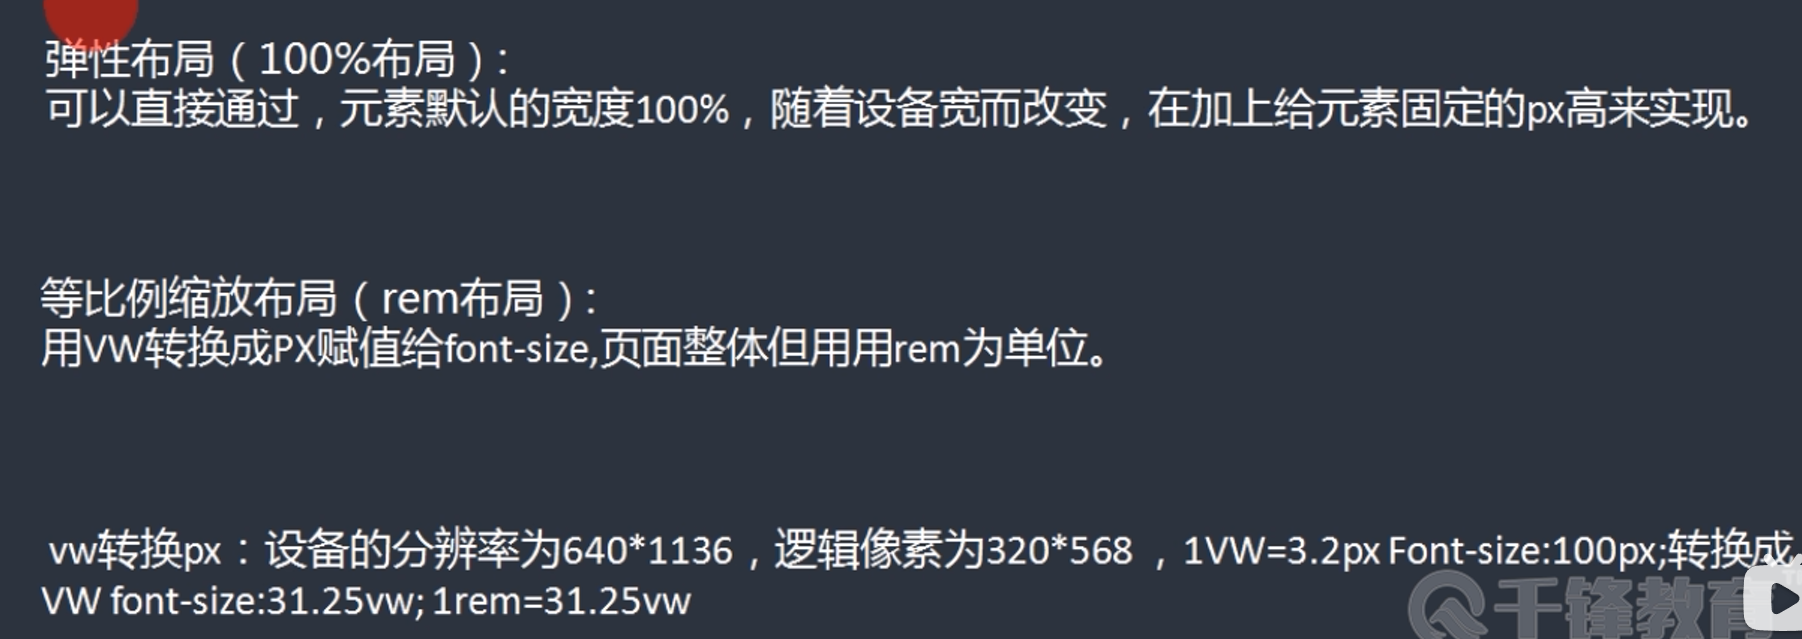 弹性布局（100%布局）:
可以直接通过，元素默认的宽度100%，随着设备宽而改变，在加上给元素固定的px高来实现。
等比例缩放布局（rem布局）:
用VW转换成PX赋值给font-size,页面整体但用用rem为单位。
vw转换px：设备的分辨率为640*1136，逻辑像素为320*568 ，1VW=3.2px Font-size:100px;转换成
VW font-size:31.25vw; 1rem=31.25vw
千锋教育